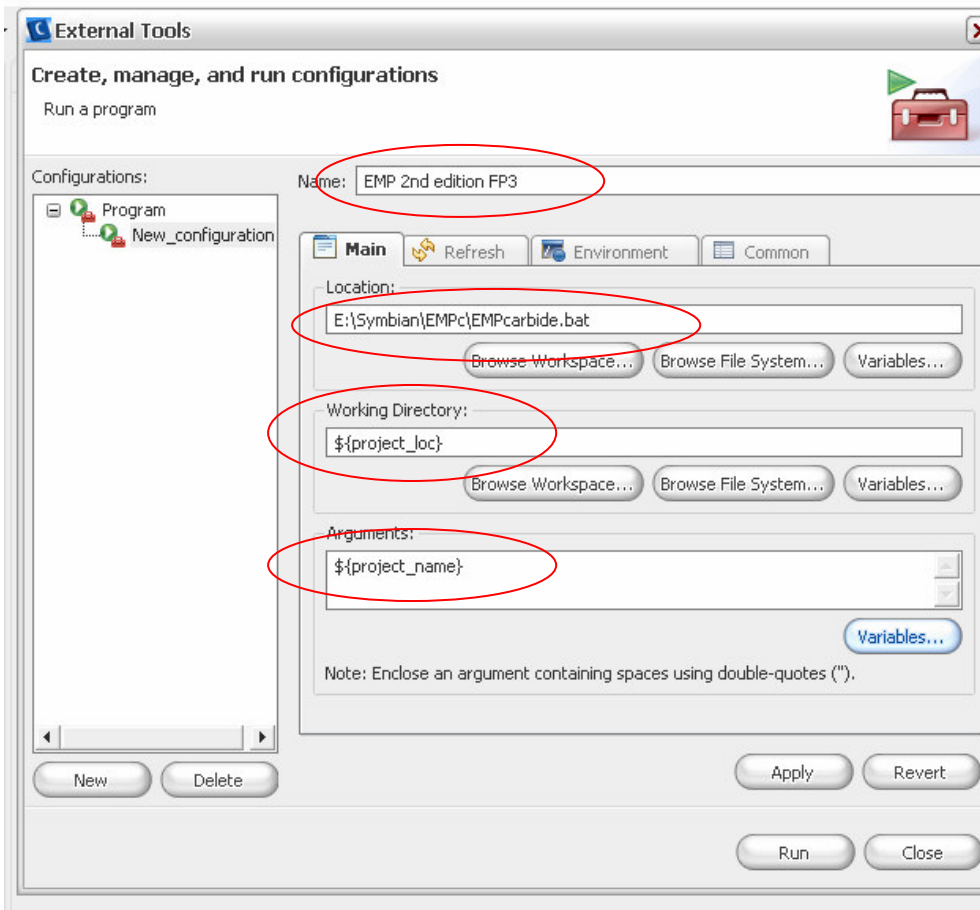 External Tools
Create, manage, and run configurations
Run a program
Configurations:
Program
New_configuration
Name: EMP 2nd edition FP3
Main Refresh Environment Common
Location:
E:\Symbian\EMPc\EMPcarbide.bat
Browse Workspace... Browse File System... Variables...
Working Directory:
${project_loc}
Browse Workspace... Browse File System... Variables...
Arguments:
${project_name}
Variables...
Note: Enclose an argument containing spaces using double-quotes (").
New Delete
Apply Revert
Run Close